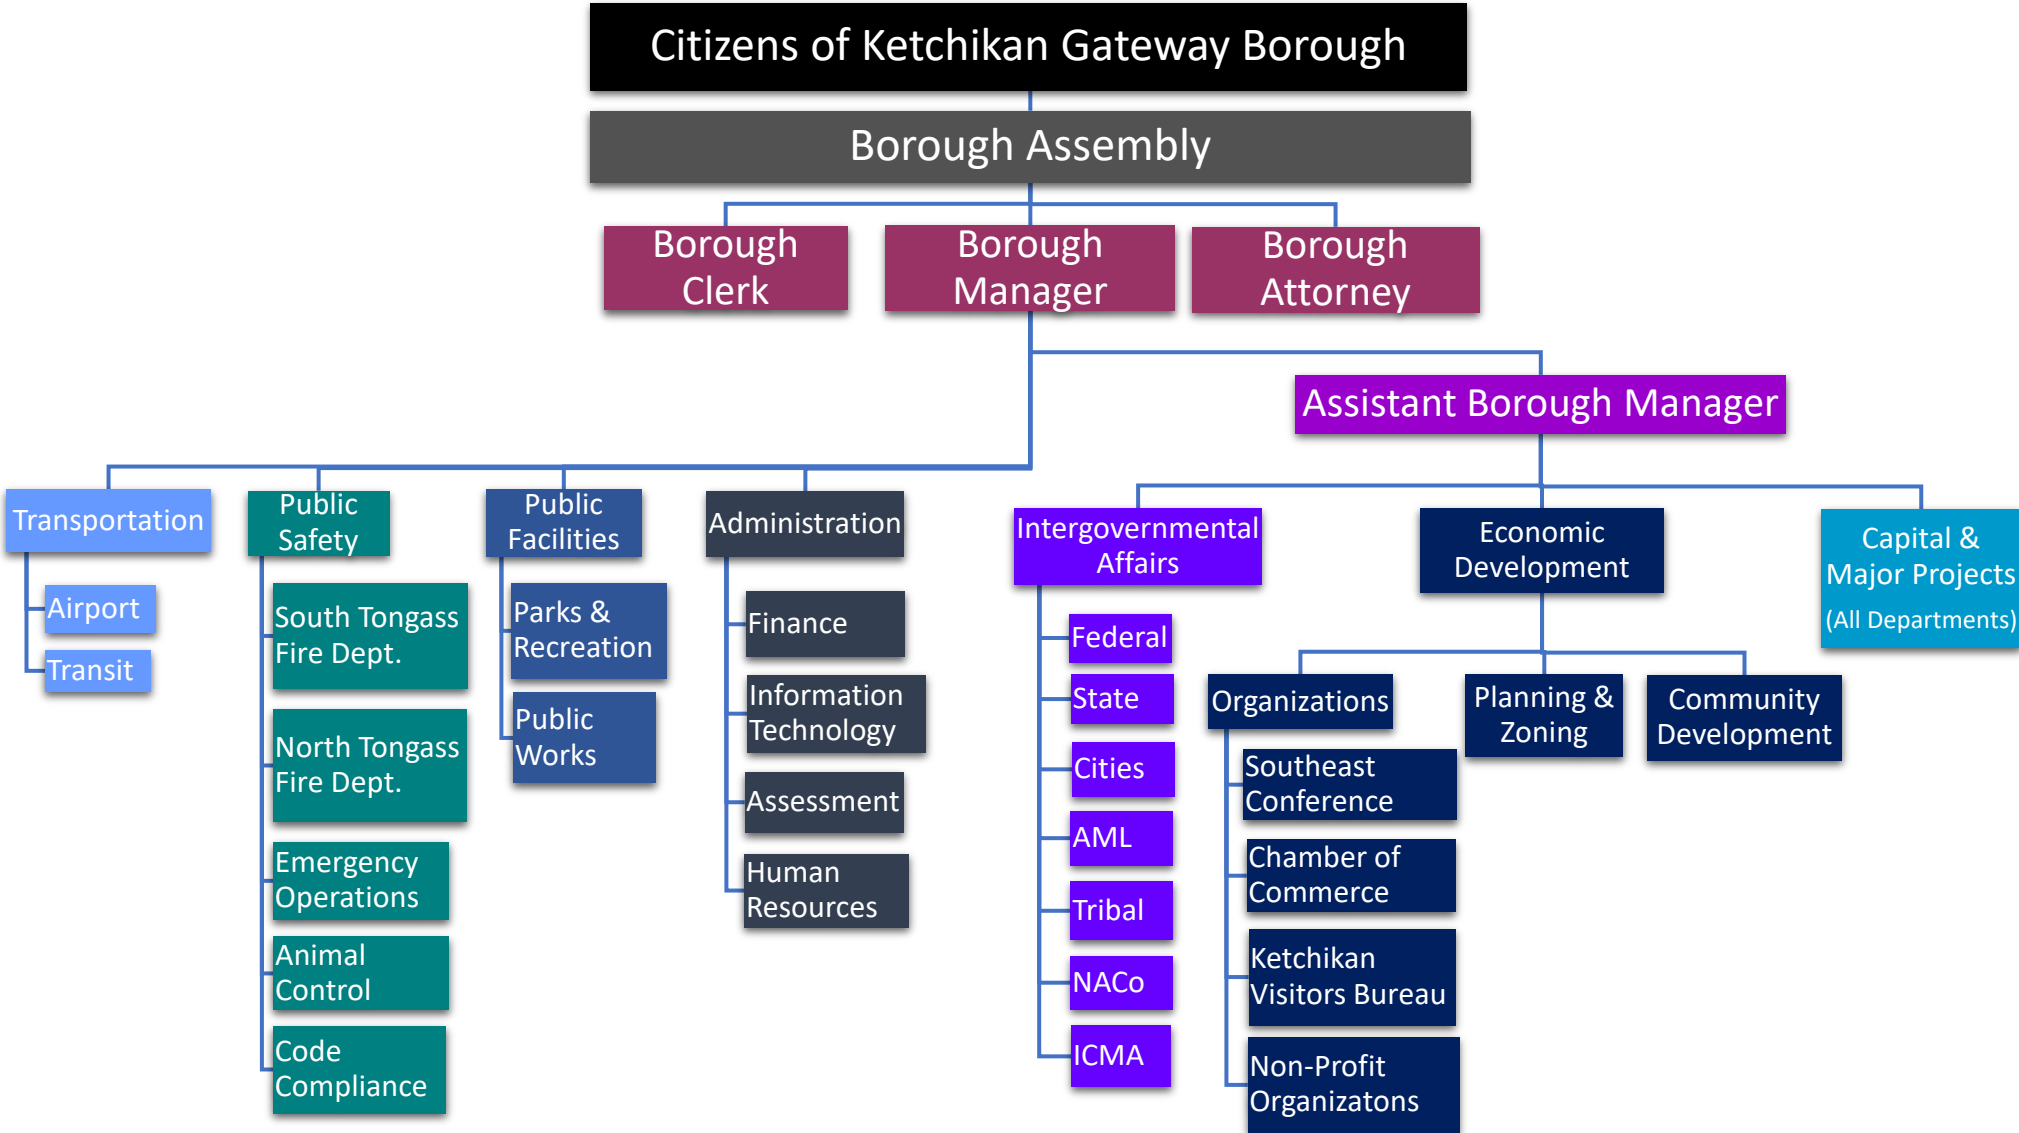 Citizens of Ketchikan Gateway Borough
Borough Assembly
Borough
Clerk
Borough
Manager
Borough
Attorney
Assistant Borough Manager
Transportation
Airport
Transit
Public
Safety
South Tongass
Fire Dept.
North Tongass
Fire Dept.
Emergency
Operations
Animal
Control
Code
Compliance
Public
Facilities
Parks &
Recreation
Public
Works
Administration
Finance
Information
Technology
Assessment
Human
Resources
Intergovernmental
Affairs
Federal
State
Cities
AML
Tribal
NACo
ICMA
Economic
Development
Organizations
Southeast
Conference
Chamber of
Commerce
Ketchikan
Visitors Bureau
Non-Profit
Organizatons
Planning &
Zoning
Community
Development
Capital &
Major Projects
(All Departments)